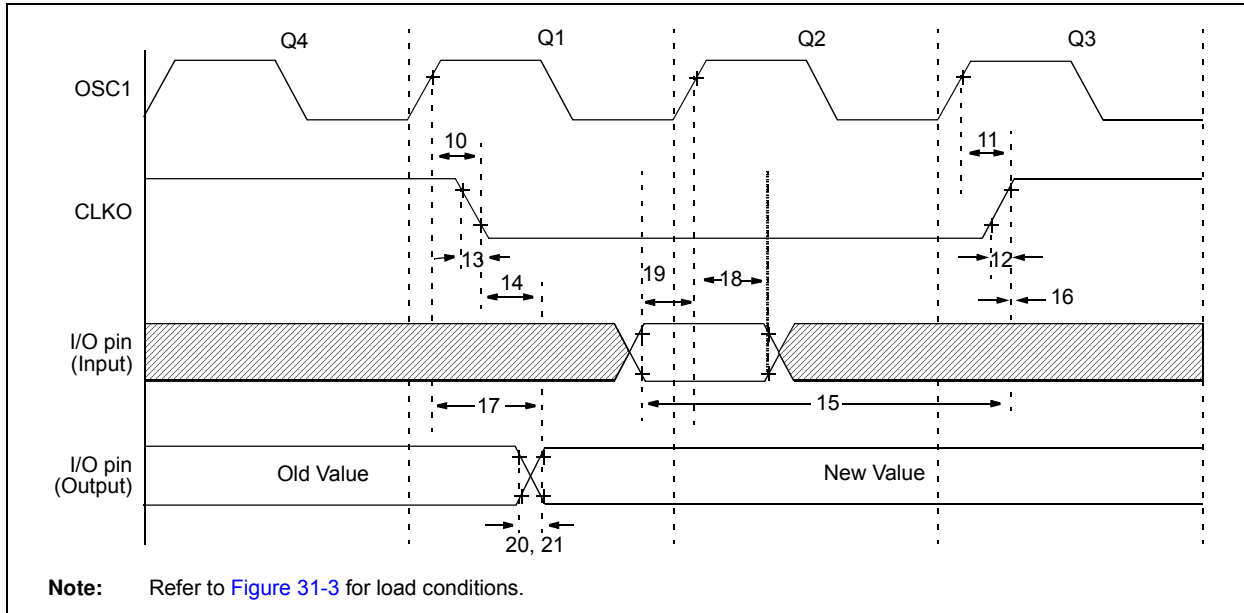 Q4 Q1 Q2 Q3
OSC1
10 11
CLKO
13 12
14 19 18 16
I/O pin
(Input)
17 15
I/O pin
(Output)
Old Value New Value
20, 21
Note: Refer to Figure 31-3 for load conditions.